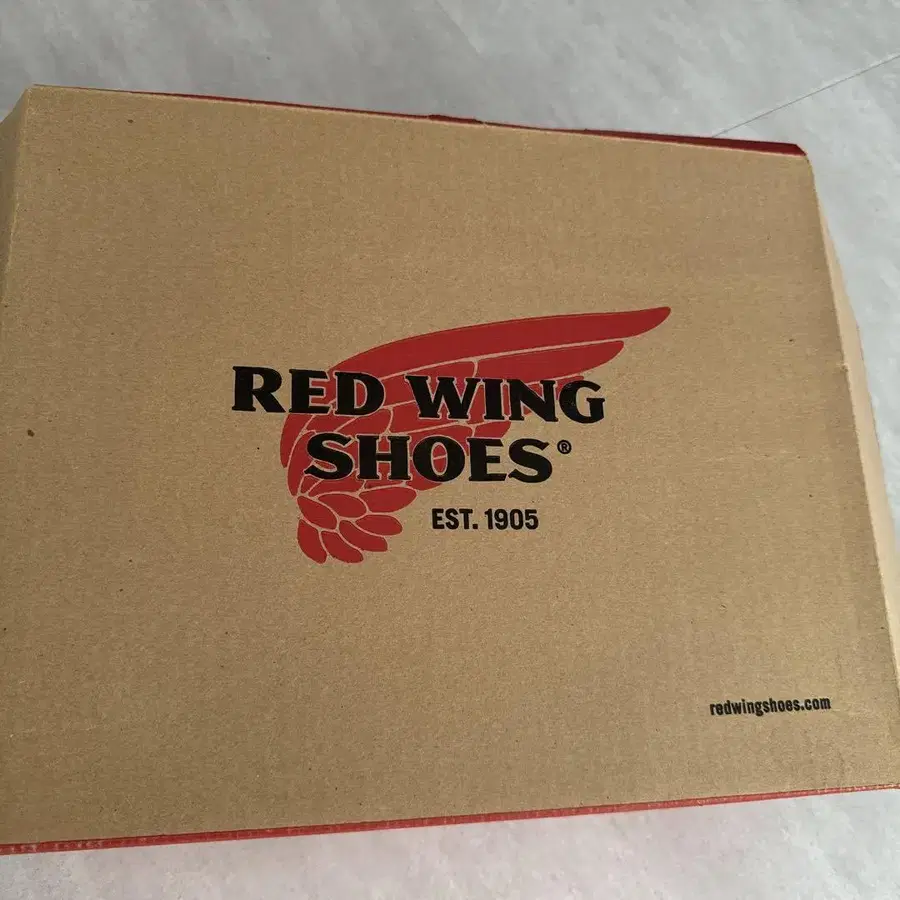 RED WING
SHOES®
EST. 1905
redwingshoes.com